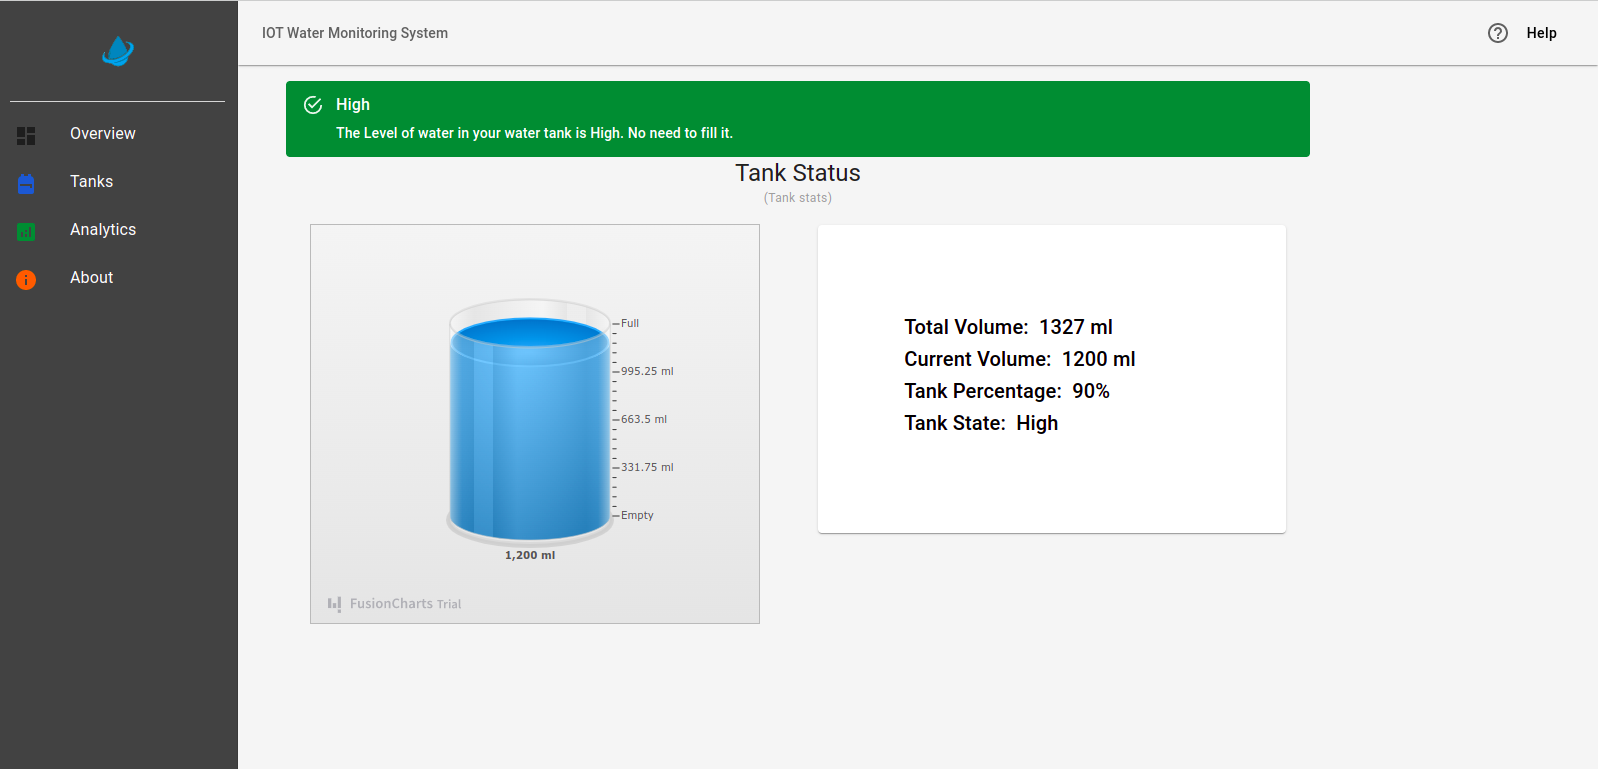 IOT Water Monitoring System
Help
Overview
Tanks
Analytics
About
High
The Level of water in your water tank is High. No need to fill it.
Tank Status
(Tank stats)
Full
995.25 ml
663.5 ml
331.75 ml
Empty
1,200 ml
FusionCharts Trial
Total Volume: 1327 ml
Current Volume: 1200 ml
Tank Percentage: 90%
Tank State: High